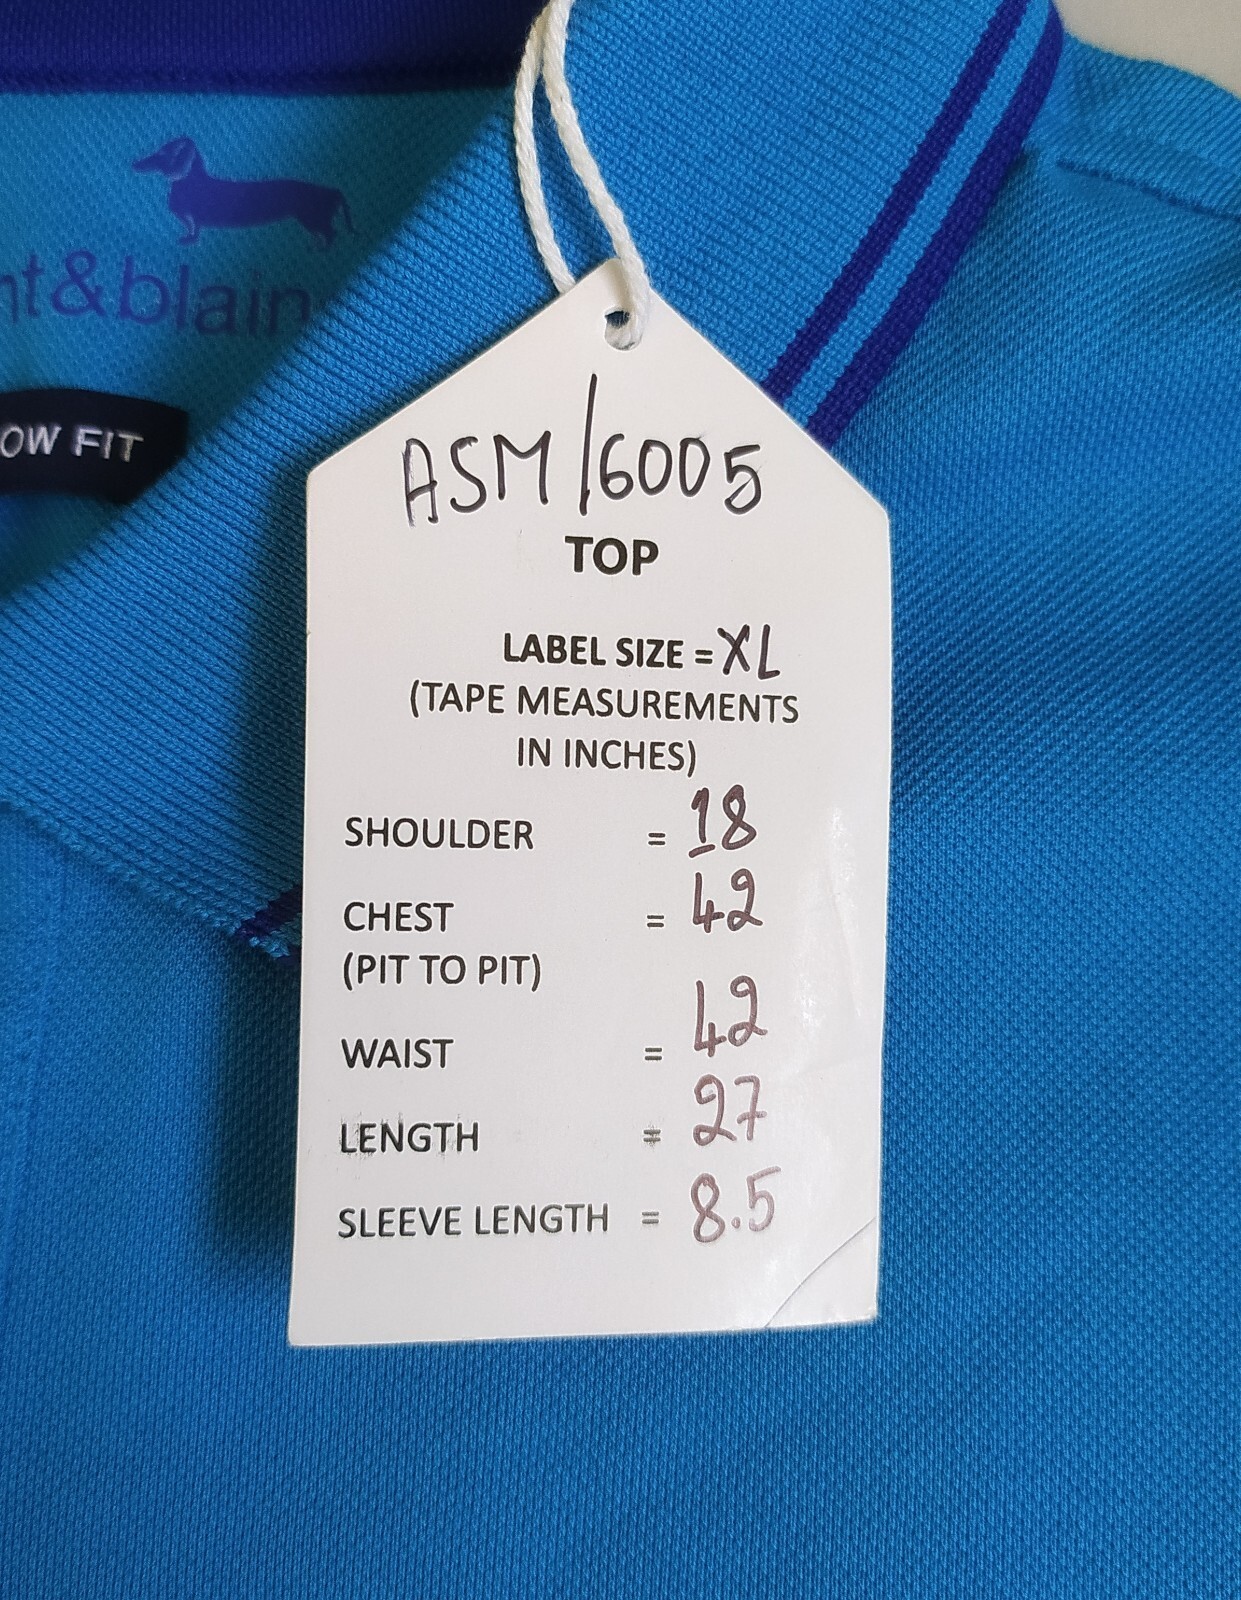 nt&blain
OW FIT
ASM/6005
TOP
LABEL SIZE = XL
(TAPE MEASUREMENTS
IN INCHES)
SHOULDER = 18
CHEST = 42
(PIT TO PIT)
WAIST = 42
LENGTH = 27
SLEEVE LENGTH = 8.5